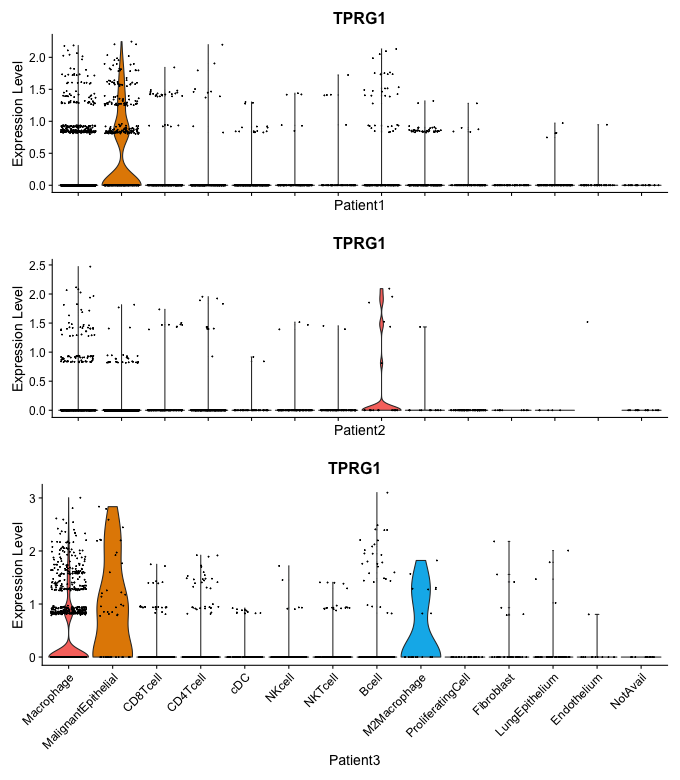 TPRG1
Expression Level
2.0
1.5
1.0
0.5
0.0
Patient1
TPRG1
Expression Level
2.5
2.0
1.5
1.0
0.5
0.0
Patient2
TPRG1
Expression Level
3
2
1
0
Macrophage
MalignantEpithelial
CD8Tcell
CD4Tcell
cDC
NKcell
NKTcell
Bcell
M2Macrophage
ProliferatingCell
Fibroblast
LungEpithelium
Endothelium
NotAvail
Patient3